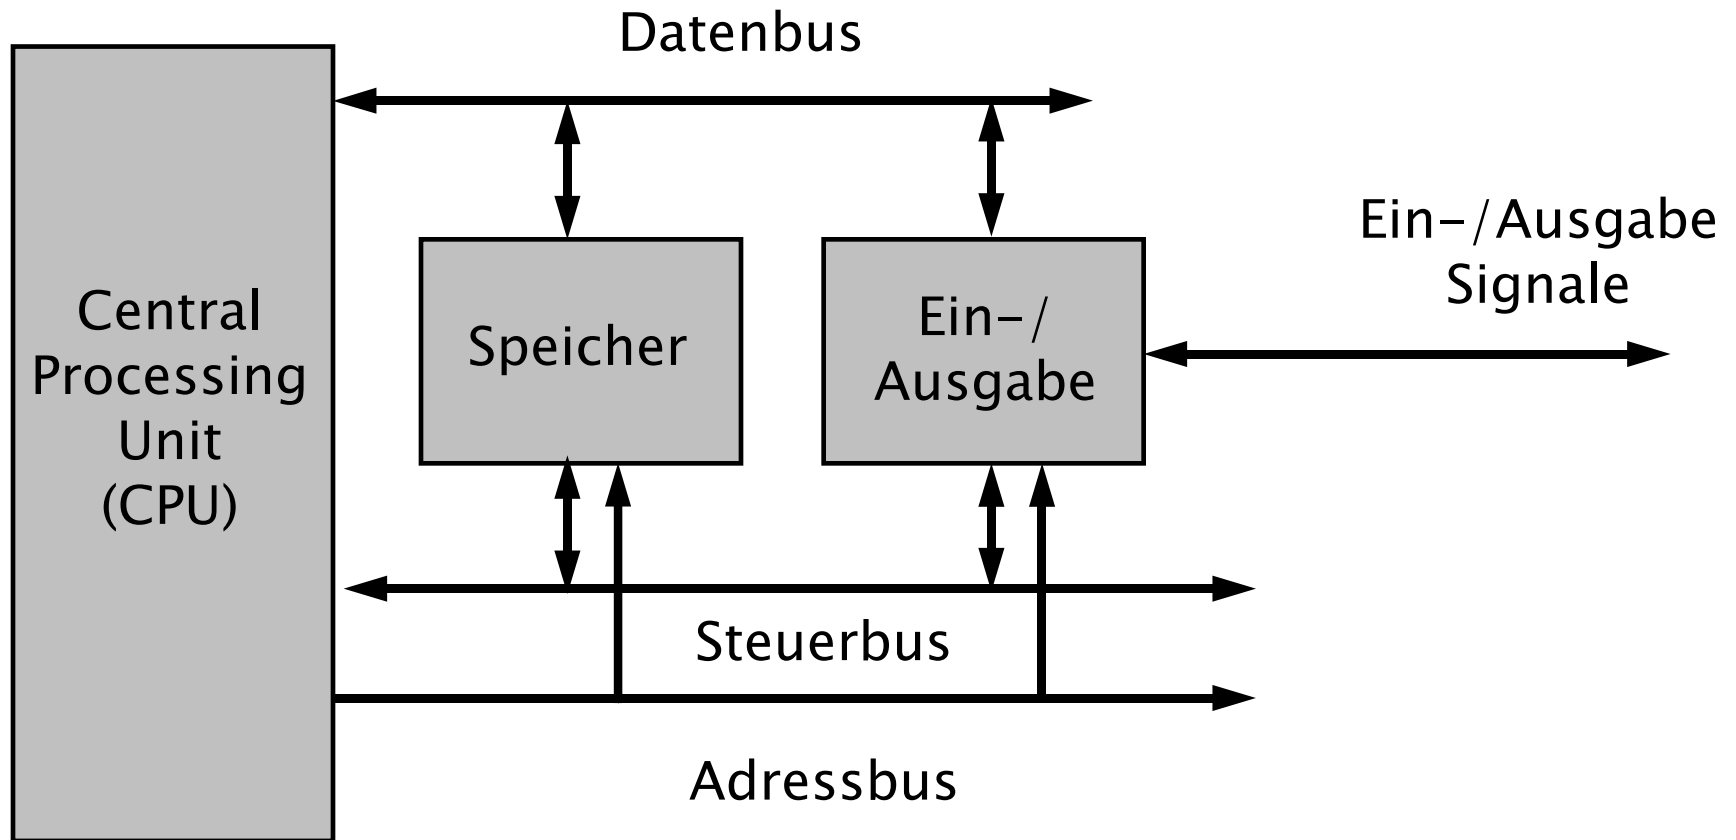 Datenbus
Central
Processing
Unit
(CPU)
Speicher
Ein-/
Ausgabe
Ein-/Ausgabe
Signale
Steuerbus
Adressbus